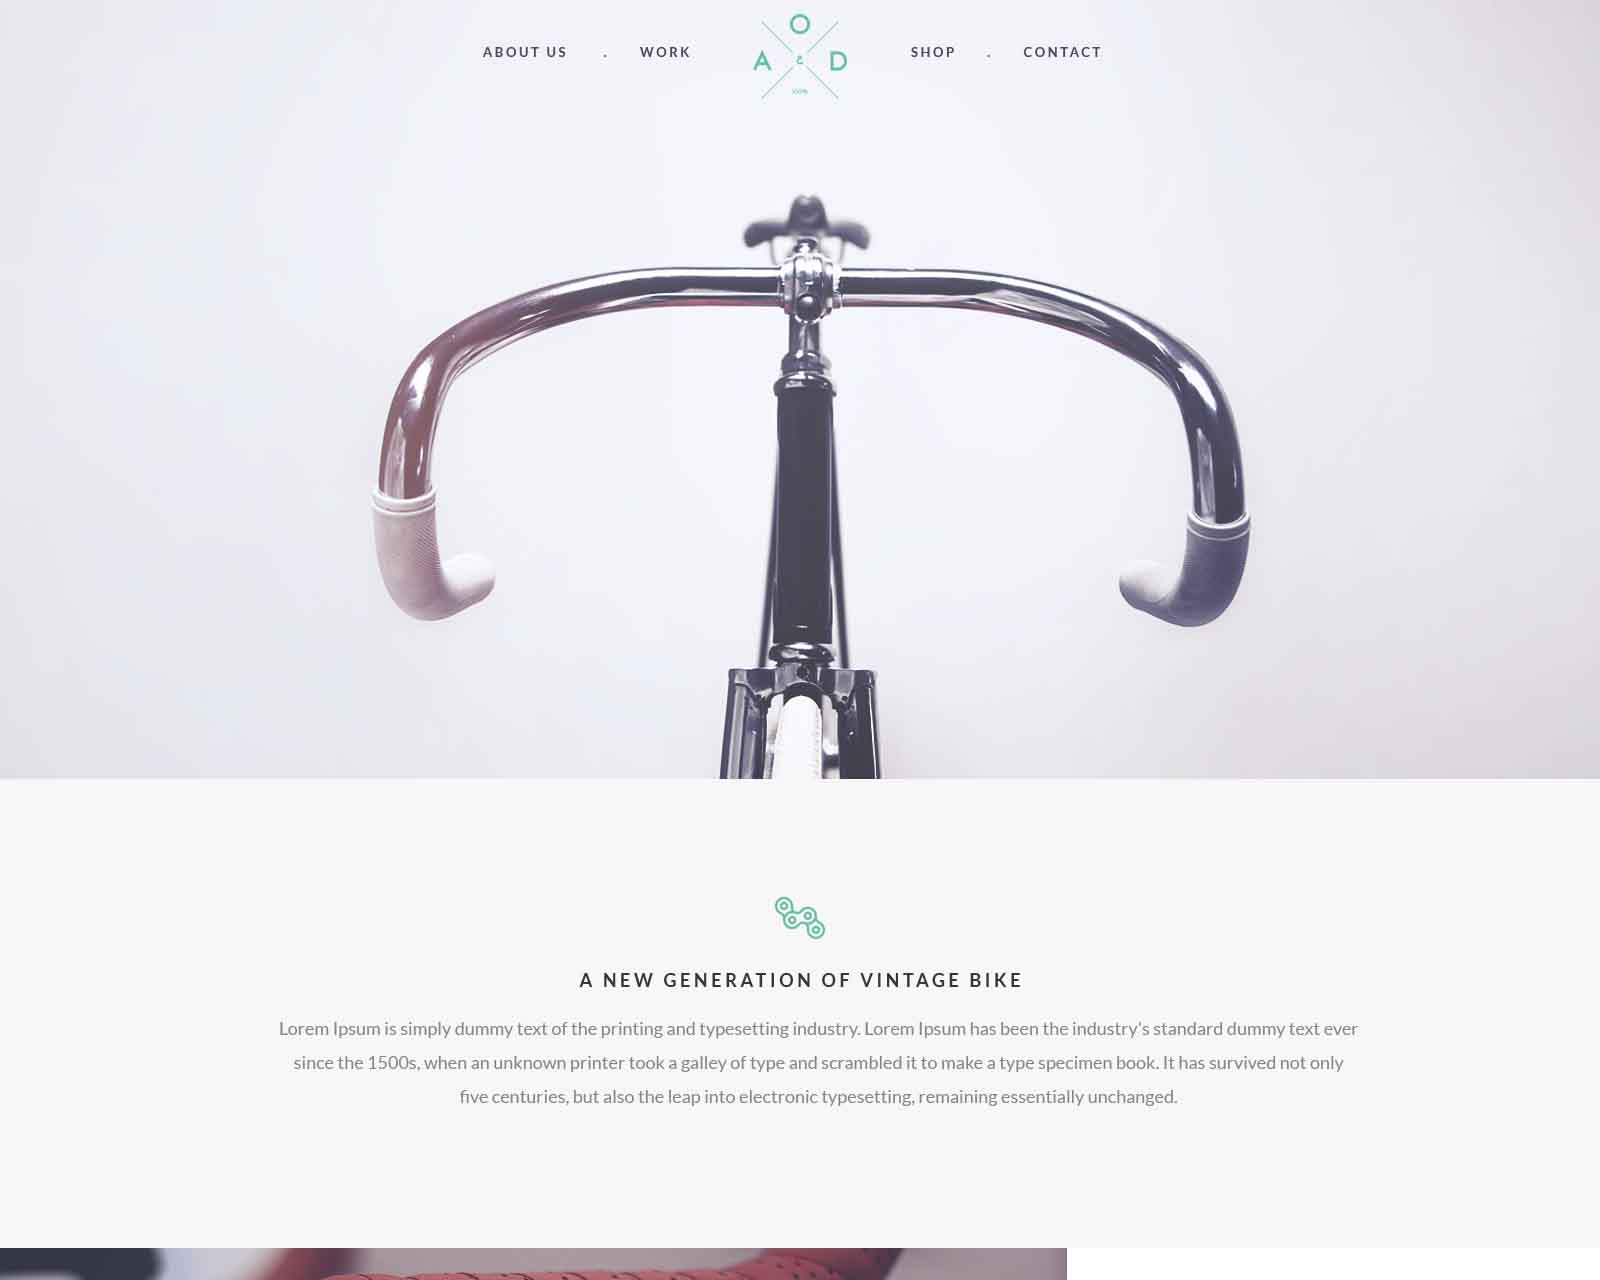 ABOUT US . WORK
O
A & D
SHOP . CONTACT
A NEW GENERATION OF VINTAGE BIKE
Lorem Ipsum is simply dummy text of the printing and typesetting industry. Lorem Ipsum has been the industry's standard dummy text ever
since the 1500s, when an unknown printer took a galley of type and scrambled it to make a type specimen book. It has survived not only
five centuries, but also the leap into electronic typesetting, remaining essentially unchanged.